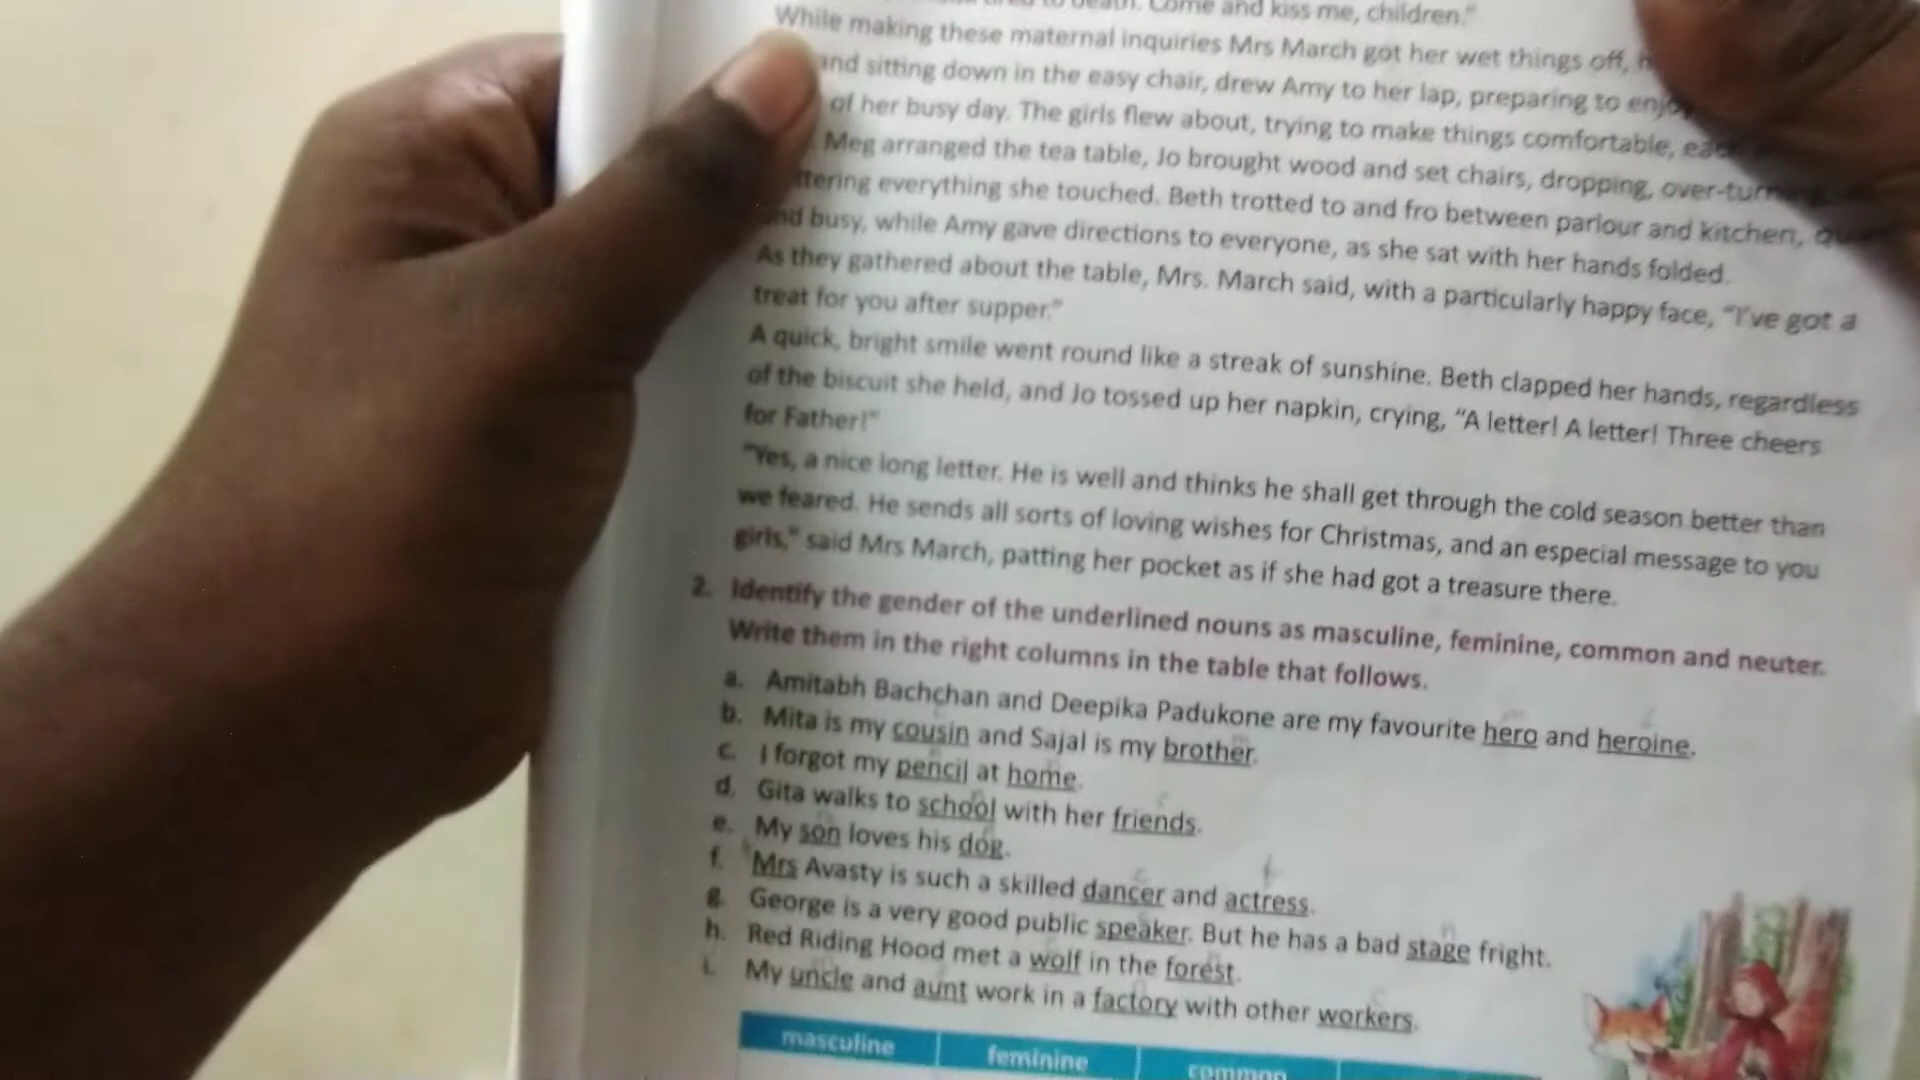 to death. Come and kiss me, children."
While making these maternal inquiries Mrs March got her wet things off,
and sitting down in the easy chair, drew Amy to her lap, preparing to enjoy
of her busy day. The girls flew about, trying to make things comfortable, each
Meg arranged the tea table, Jo brought wood and set chairs, dropping, over-turning,
everything she touched. Beth trotted to and fro between parlour and kitchen,
and busy, while Amy gave directions to everyone, as she sat with her hands folded.
As they gathered about the table, Mrs. March said, with a particularly happy face, "I've got a
treat for you after supper."
A quick, bright smile went round like a streak of sunshine. Beth clapped her hands, regardless
of the biscuit she held, and Jo tossed up her napkin, crying, "A letter! A letter! Three cheers
for Father!"
"Yes, a nice long letter. He is well and thinks he shall get through the cold season better than
we feared. He sends all sorts of loving wishes for Christmas, and an especial message to you
girls," said Mrs March, patting her pocket as if she had got a treasure there.
2. Identify the gender of the underlined nouns as masculine, feminine, common and neuter.
Write them in the right columns in the table that follows.
a. Amitabh Bachchan and Deepika Padukone are my favourite hero and heroine.
b. Mita is my cousin and Sajal is my brother.
c. I forgot my pencil at home.
d. Gita walks to school with her friends.
e. My son loves his dog.
f. Mrs Avasty is such a skilled dancer and actress.
g. George is a very good public speaker. But he has a bad stage fright.
h. Red Riding Hood met a wolf in the forest.
i. My uncle and aunt work in a factory with other workers.
masculine feminine common